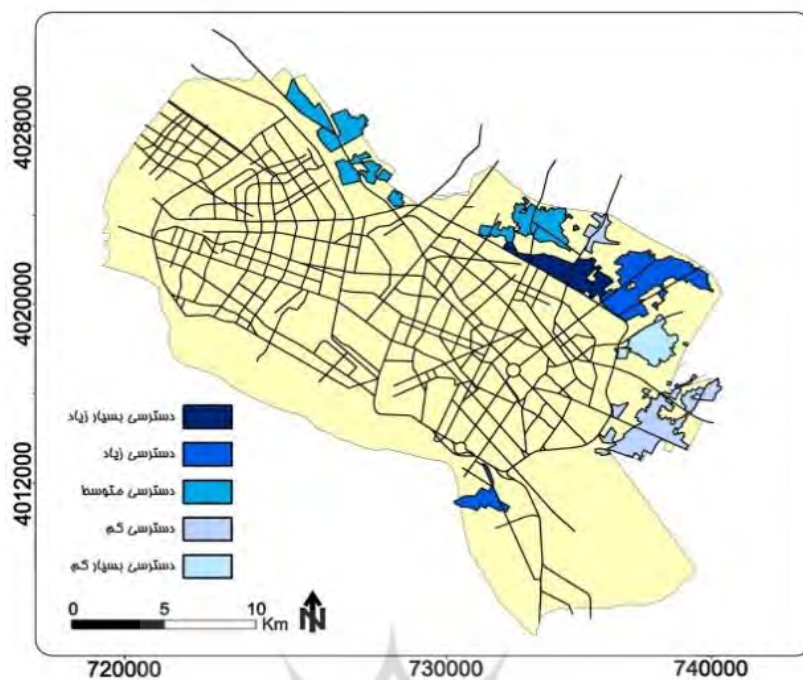 4028000
4020000
4012000
دسترسی بسیار زیاد
دسترسی زیاد
دسترسی متوسط
دسترسی کم
دسترسی بسیار کم
0 5 10
Km
N
720000 730000 740000